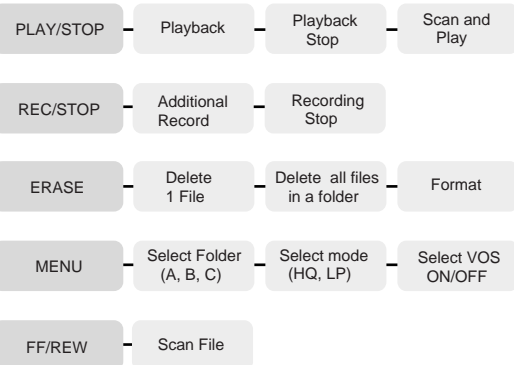 PLAY/STOP
Playback
Playback
Stop
Scan and
Play
REC/STOP
Additional
Record
Recording
Stop
ERASE
Delete
1 File
Delete all files
in a folder
Format
MENU
Select Folder
(A, B, C)
Select mode
(HQ, LP)
Select VOS
ON/OFF
FF/REW
Scan File